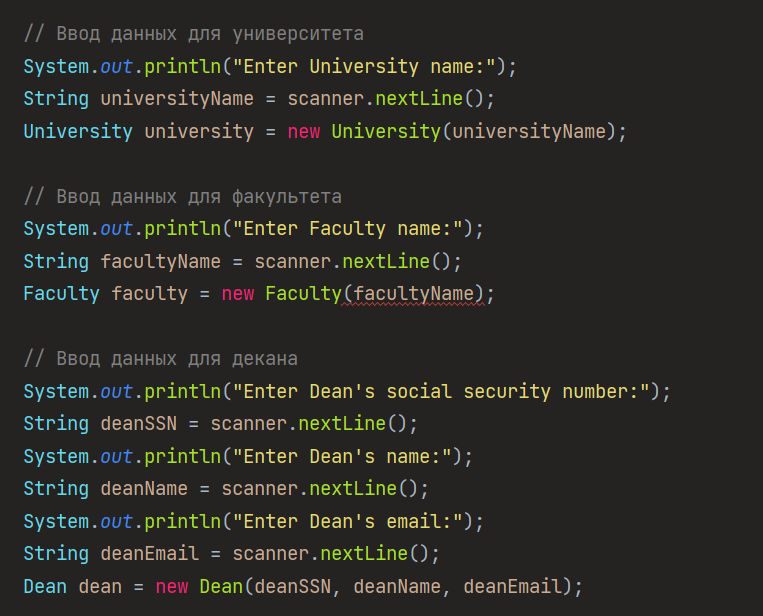 // Ввод данных для университета
System.out.println("Enter University name:");
String universityName = scanner.nextLine();
University university = new University(universityName);
// Ввод данных для факультета
System.out.println("Enter Faculty name:");
String facultyName = scanner.nextLine();
Faculty faculty = new Faculty(facultyName);
// Ввод данных для декана
System.out.println("Enter Dean's social security number:");
String deanSSN = scanner.nextLine();
System.out.println("Enter Dean's name:");
String deanName = scanner.nextLine();
System.out.println("Enter Dean's email:");
String deanEmail = scanner.nextLine();
Dean dean = new Dean(deanSSN, deanName, deanEmail);